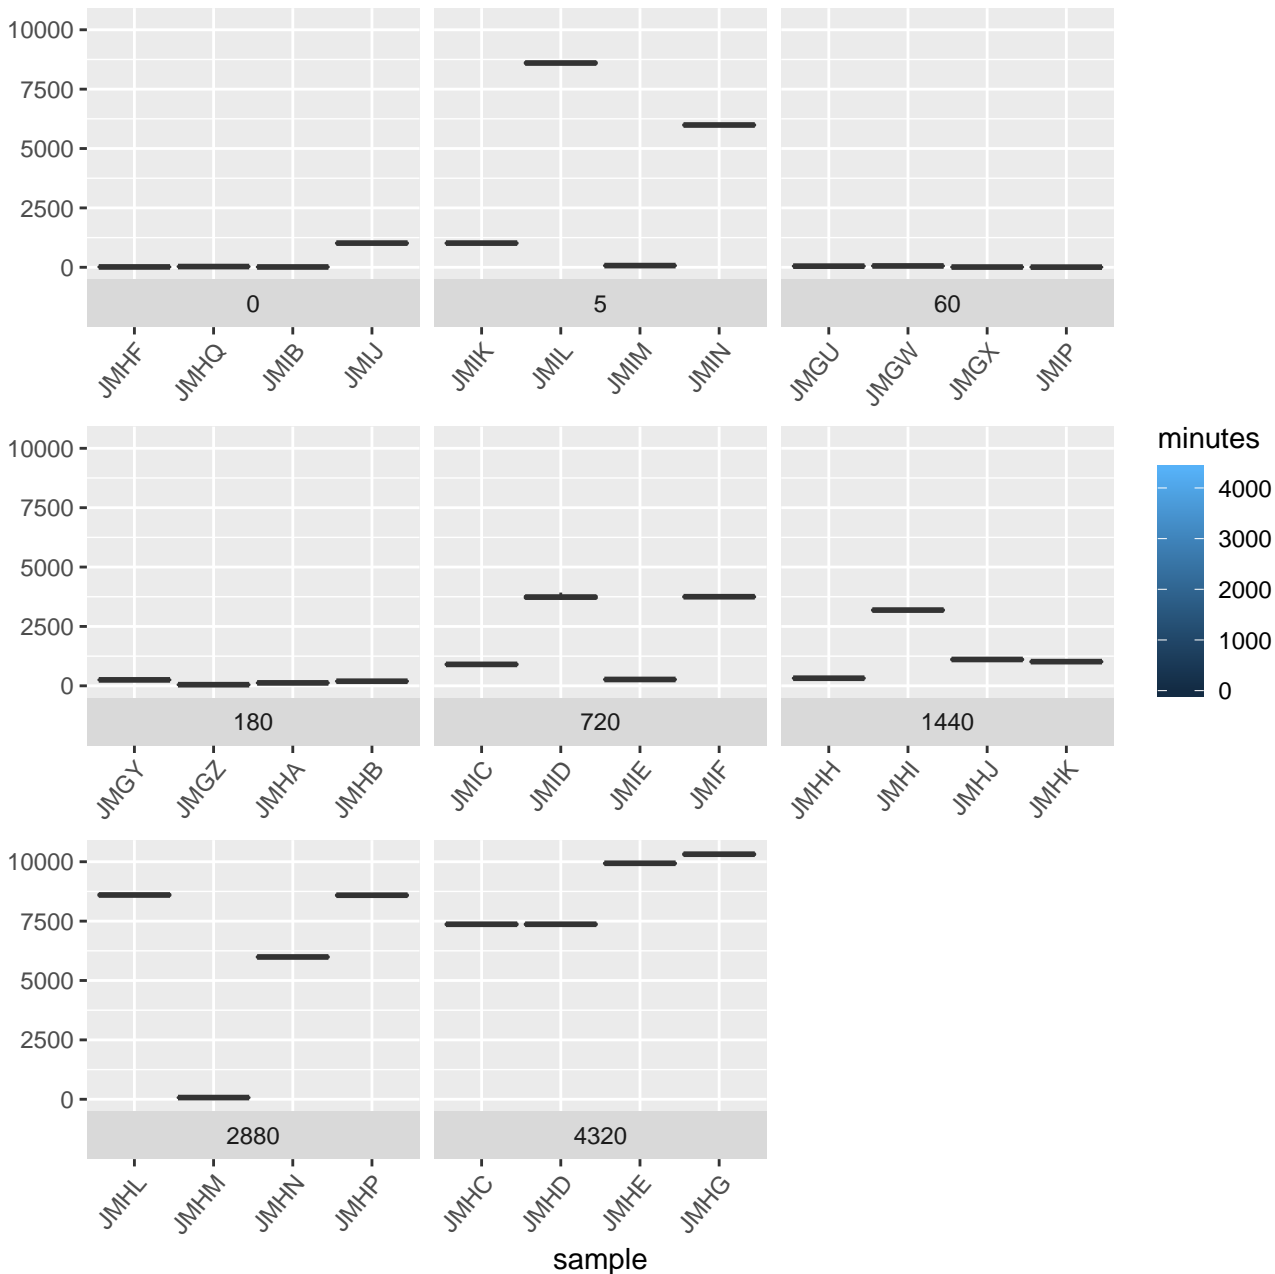 10000
7500
5000
2500
0
0
5
60
JMHF
JMHQ
JMIB
JMIJ
JMIK
JMIL
JMIM
JMIN
JMGU
JMGW
JMGX
JMIP
10000
7500
5000
2500
0
180
720
1440
JMGY
JMGZ
JMHA
JMHB
JMIC
JMID
JMIE
JMIF
JMHH
JMHI
JMHJ
JMHK
10000
7500
5000
2500
0
2880
4320
JMHL
JMHM
JMHN
JMHP
JMHC
JMHD
JMHE
JMHG
sample
minutes
4000
3000
2000
1000
0